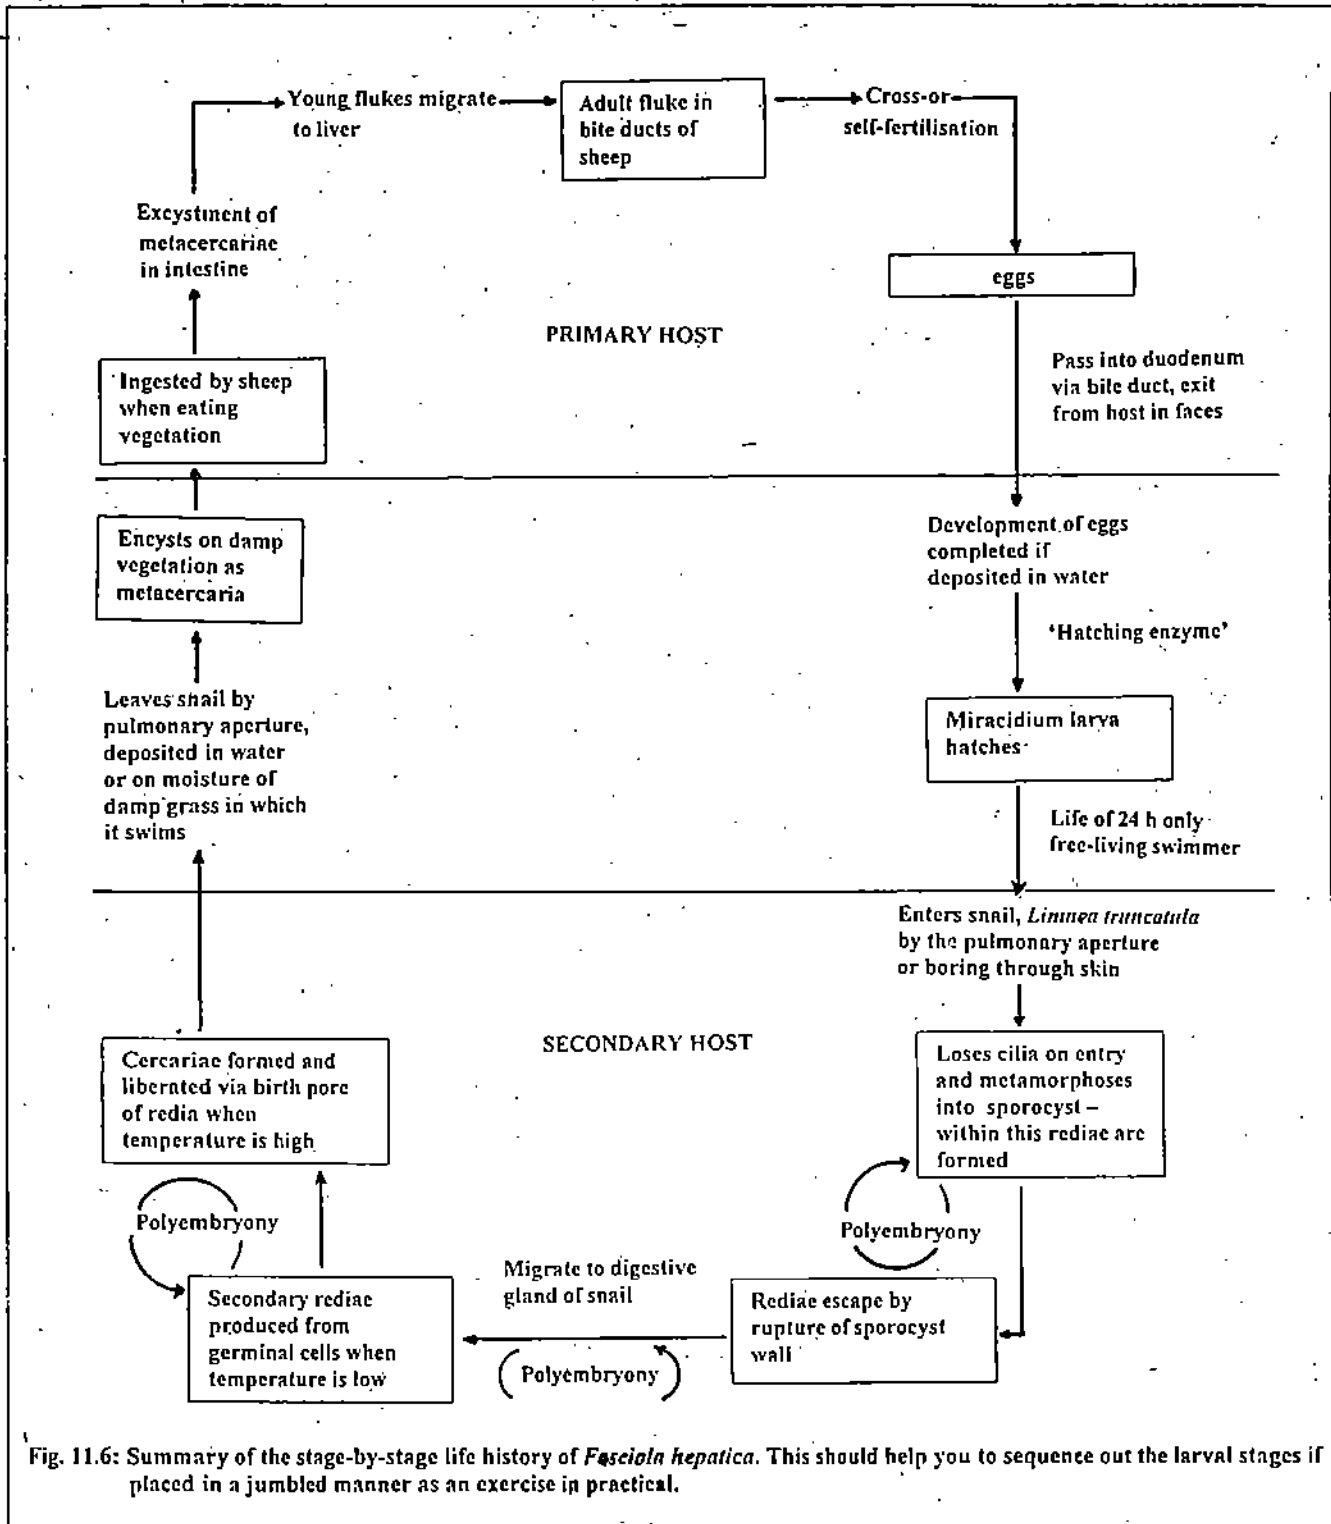 Young flukes migrate
to liver
Adult fluke in
bite ducts of
sheep
Cross-or
self-fertilisation
Excystment of
metacercariae
in intestine
eggs
PRIMARY HOST
Pass into duodenum
via bite duct, exit
from host in faces
Ingested by sheep
when eating
vegetation
Encysts on damp
vegetation as
metacercaria
Development of eggs
completed if
deposited in water
'Hatching enzyme'
Leaves snail by
pulmonary aperture,
deposited in water
or on moisture of
damp grass in which
it swims
Miracidium larva
hatches
Life of 24 h only
free-living swimmer
Enters snail, Limnea truncatula
by the pulmonary aperture
or boring through skin
SECONDARY HOST
Cercariae formed and
liberated via birth pore
of redia when
temperature is high
Loses cilia on entry
and metamorphoses
into sporocyst –
within this rediae are
formed
Polyembryony
Polyembryony
Migrate to digestive
gland of snail
Secondary rediae
produced from
germinal cells when
temperature is low
Polyembryony
Rediae escape by
rupture of sporocyst
wall
Fig. 11.6: Summary of the stage-by-stage life history of Fasciola hepatica. This should help you to sequence out the larval stages if
placed in a jumbled manner as an exercise in practical.